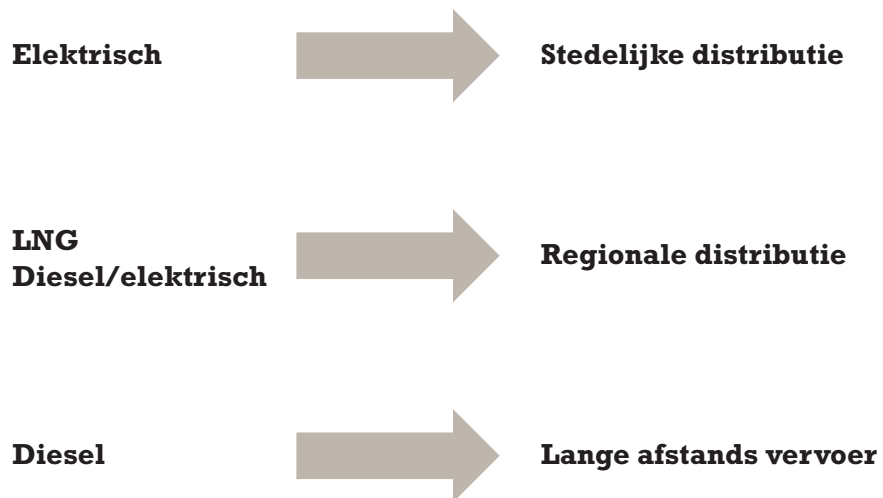 Elektrisch
Stedelijke distributie
LNG
Diesel/elektrisch
Regionale distributie
Diesel
Lange afstands vervoer